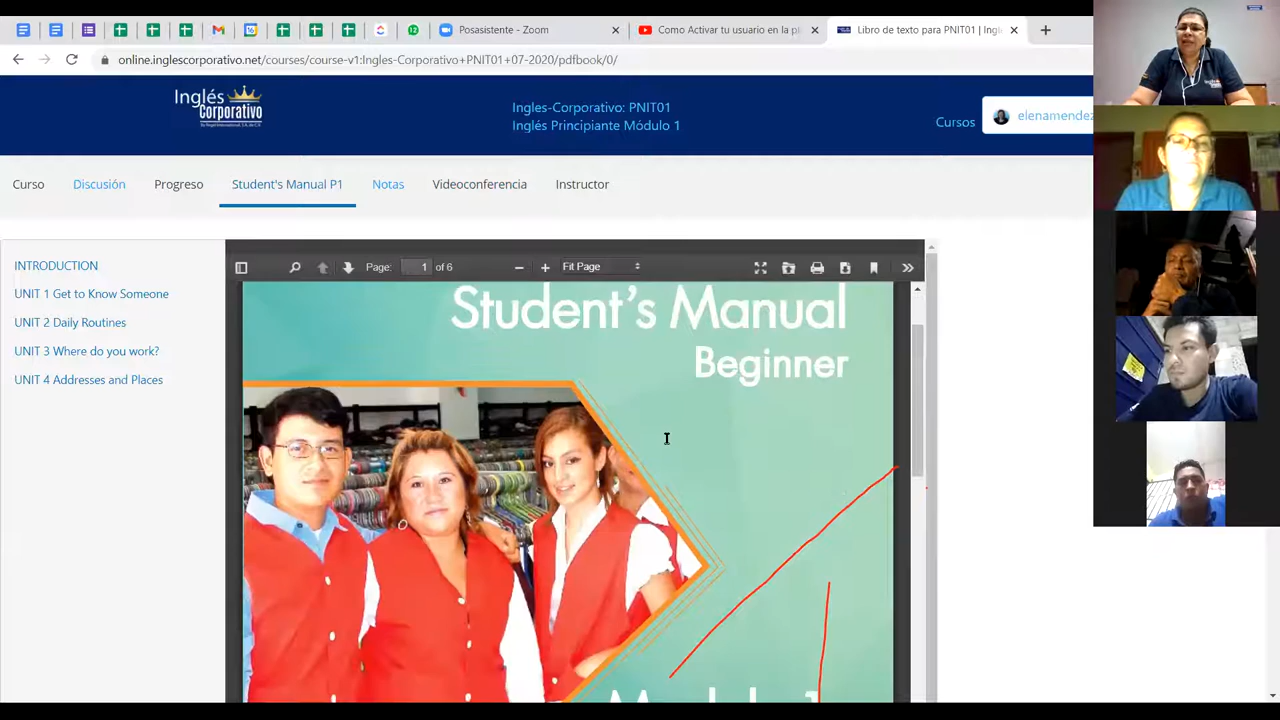 Posasistente - Zoom
Como Activar tu usuario en la pl
Libro de texto para PNIT01 | Ingl
online.inglescorporativo.net/courses/course-v1:Ingles-Corporativo+PNIT01+07-2020/pdfbook/0/
Inglés
Corporativo
Ingles-Corporativo: PNIT01
Inglés Principiante Módulo 1
Cursos
elenamendez
Curso
Discusión
Progreso
Student's Manual P1
Notas
Videoconferencia
Instructor
INTRODUCTION
UNIT 1 Get to Know Someone
UNIT 2 Daily Routines
UNIT 3 Where do you work?
UNIT 4 Addresses and Places
Page: 1 of 6
Fit Page
Student's Manual
Beginner